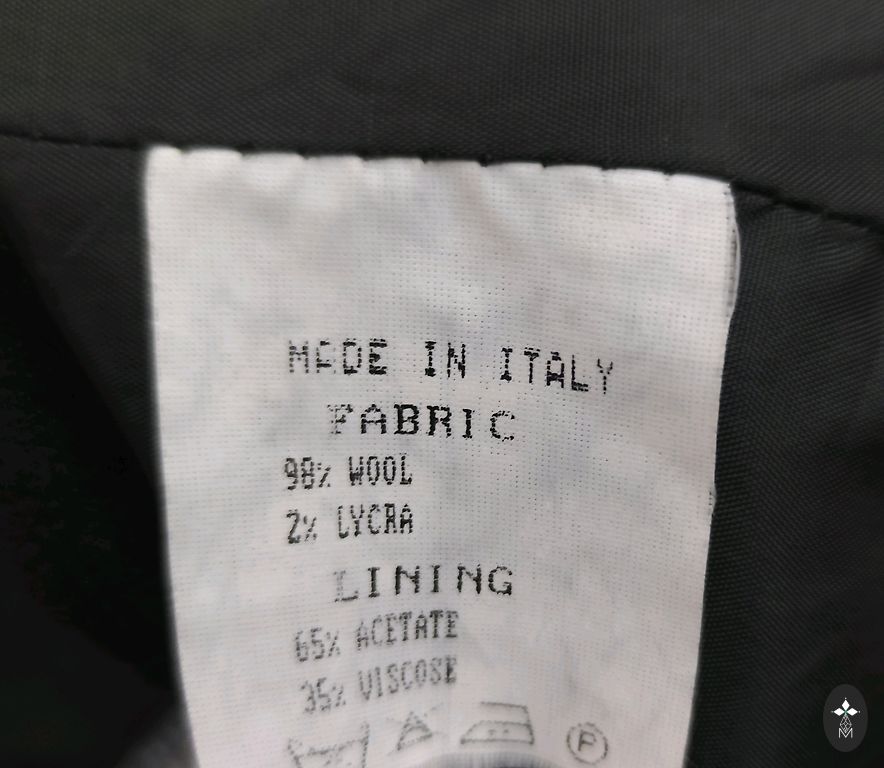 MADE IN ITALY
FABRIC
98% WOOL
2% LYCRA
LINING
65% ACETATE
35% VISCOSE
P
M